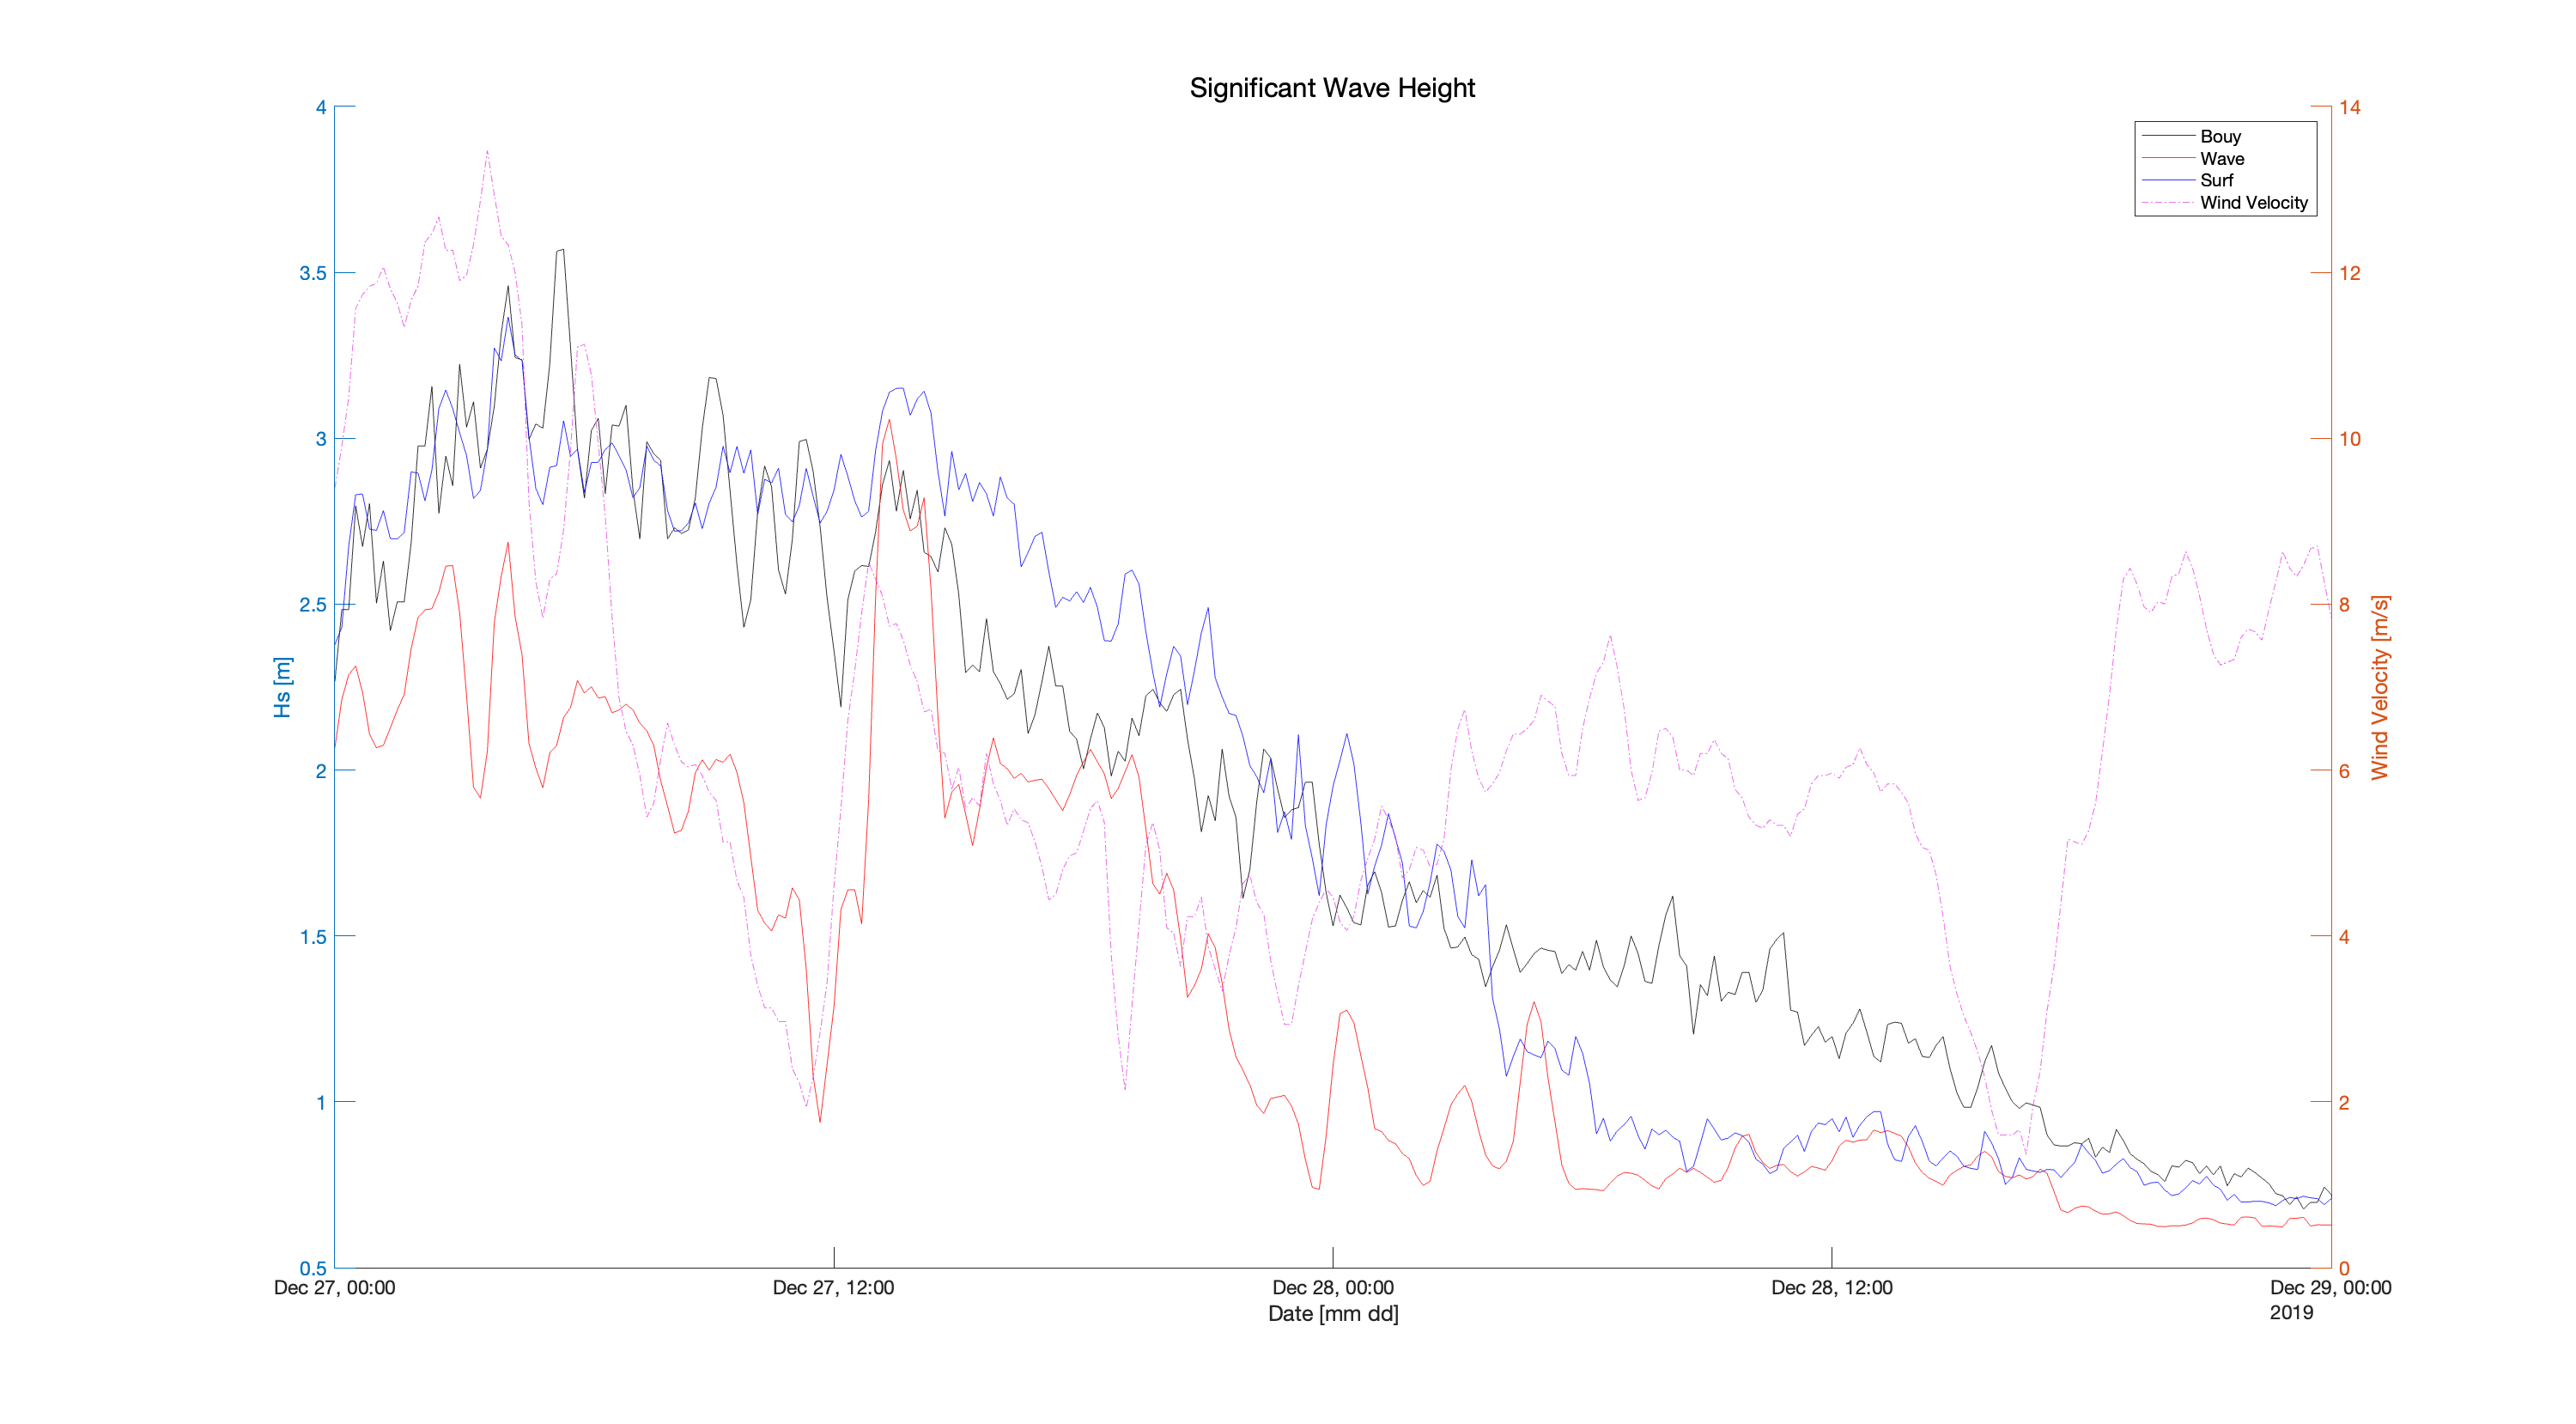 Significant Wave Height
4
3.5
3
2.5
2
1.5
1
0.5
Hs [m]
14
12
10
8
6
4
2
0
Wind Velocity [m/s]
Bouy
Wave
Surf
Wind Velocity
Dec 27, 00:00
Dec 27, 12:00
Dec 28, 00:00
Dec 28, 12:00
Dec 29, 00:00
2019
Date [mm dd]